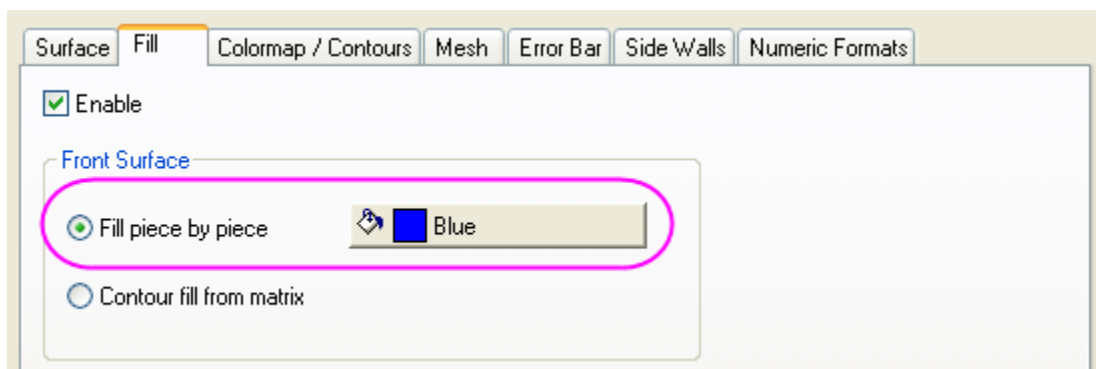 Surface Fill Colormap / Contours Mesh Error Bar Side Walls Numeric Formats
Enable
Front Surface
Fill piece by piece Blue
Contour fill from matrix